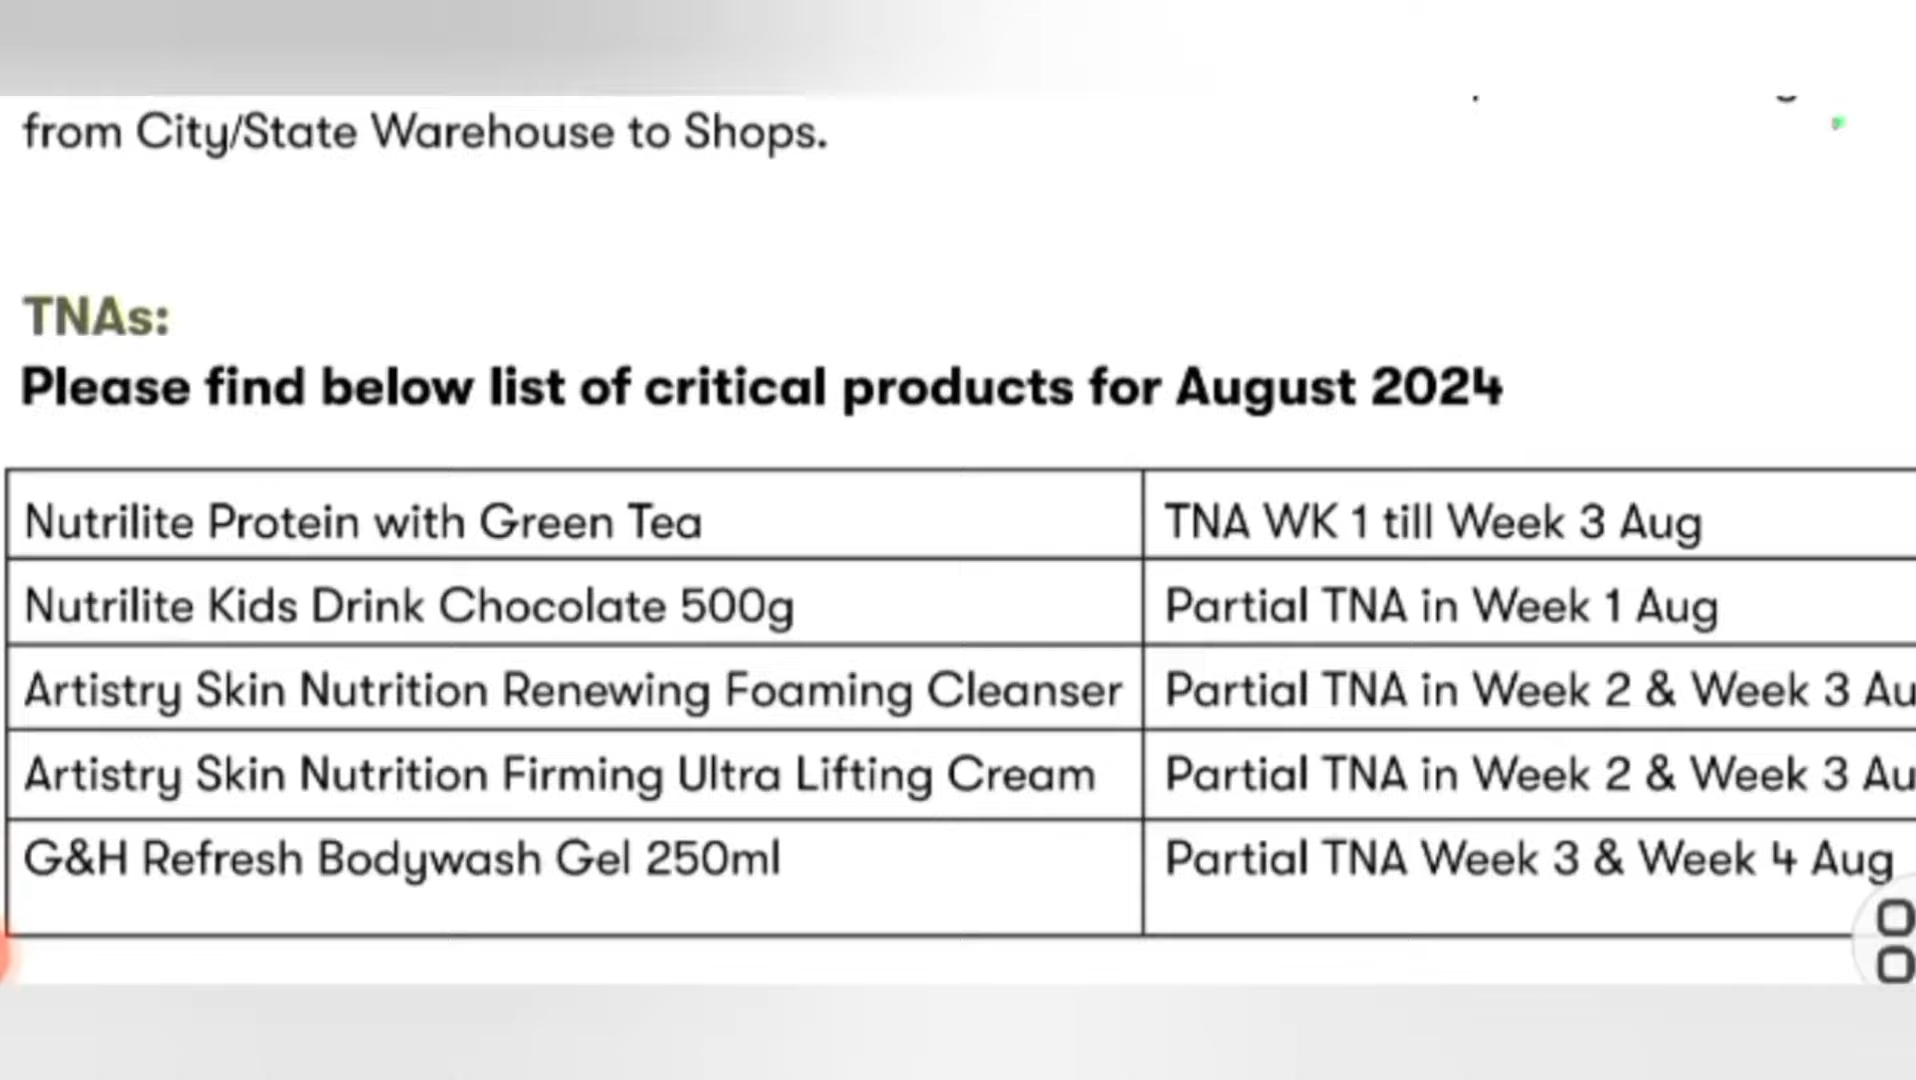 from City/State Warehouse to Shops.
TNAs:
Please find below list of critical products for August 2024
Nutrilite Protein with Green Tea TNA WK 1 till Week 3 Aug
Nutrilite Kids Drink Chocolate 500g Partial TNA in Week 1 Aug
Artistry Skin Nutrition Renewing Foaming Cleanser Partial TNA in Week 2 & Week 3 Au
Artistry Skin Nutrition Firming Ultra Lifting Cream Partial TNA in Week 2 & Week 3 Au
G&H Refresh Bodywash Gel 250ml Partial TNA Week 3 & Week 4 Aug